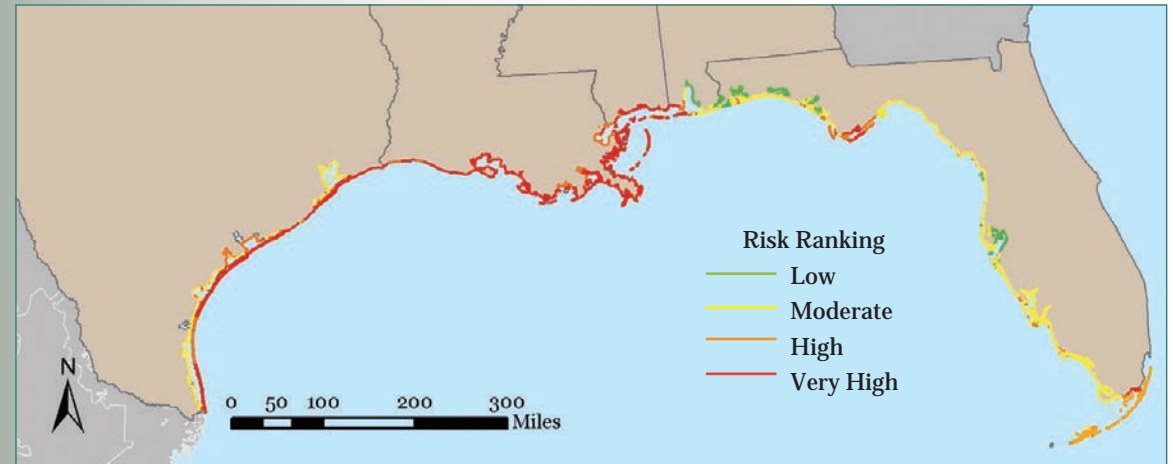 Risk Ranking
Low
Moderate
High
Very High
N
0 50 100 200 300
Miles